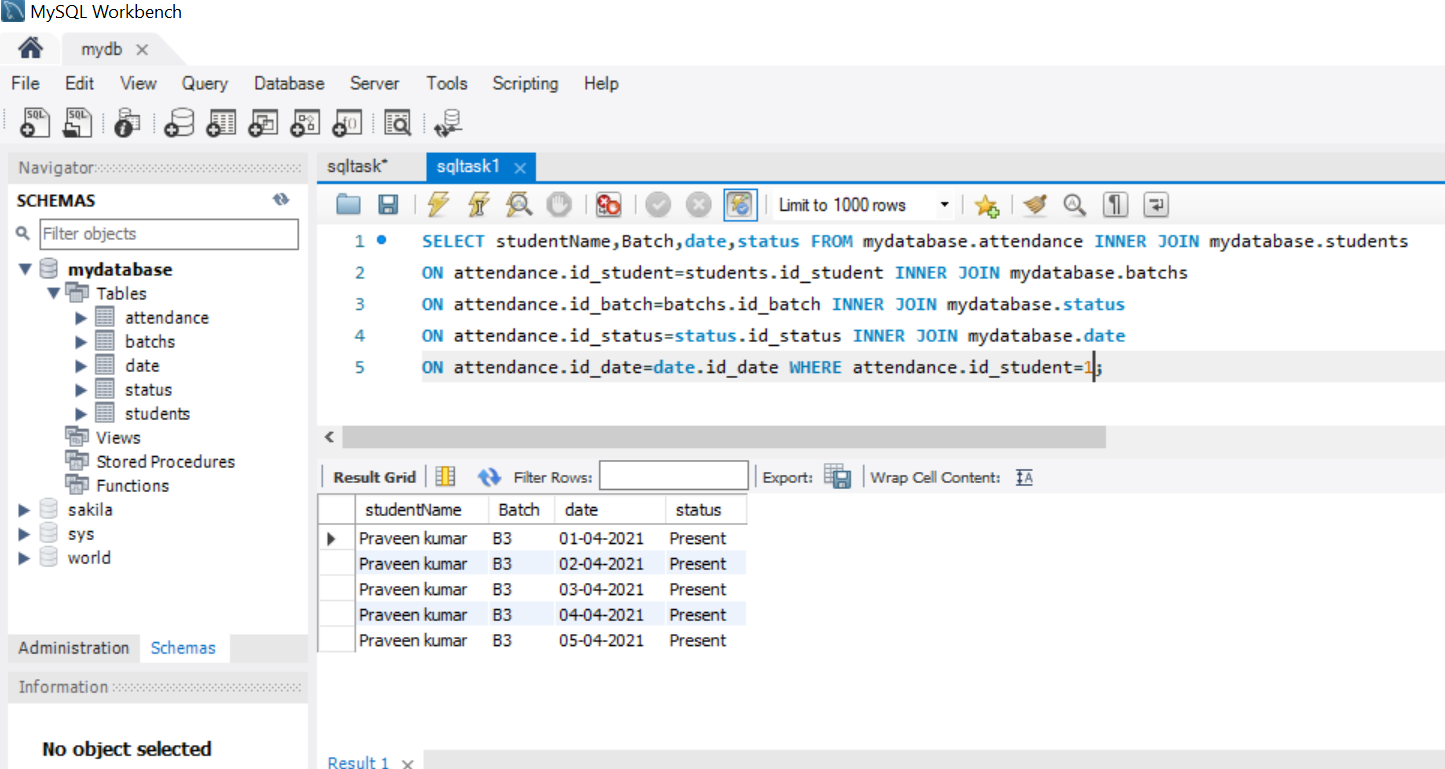 MySQL Workbench
mydb
File Edit View Query Database Server Tools Scripting Help
Navigator
SCHEMAS
Filter objects
mydatabase
Tables
attendance
batchs
date
status
students
Views
Stored Procedures
Functions
sakila
sys
world
Administration Schemas
Information
No object selected
sqltask* sqltask1
Limit to 1000 rows
1 SELECT studentName,Batch,date,status FROM mydatabase.attendance INNER JOIN mydatabase.students
2 ON attendance.id_student=students.id_student INNER JOIN mydatabase.batchs
3 ON attendance.id_batch=batchs.id_batch INNER JOIN mydatabase.status
4 ON attendance.id_status=status.id_status INNER JOIN mydatabase.date
5 ON attendance.id_date=date.id_date WHERE attendance.id_student=1;
Result Grid Filter Rows: Export: Wrap Cell Content:
studentName Batch date status
Praveen kumar B3 01-04-2021 Present
Praveen kumar B3 02-04-2021 Present
Praveen kumar B3 03-04-2021 Present
Praveen kumar B3 04-04-2021 Present
Praveen kumar B3 05-04-2021 Present
Result 1